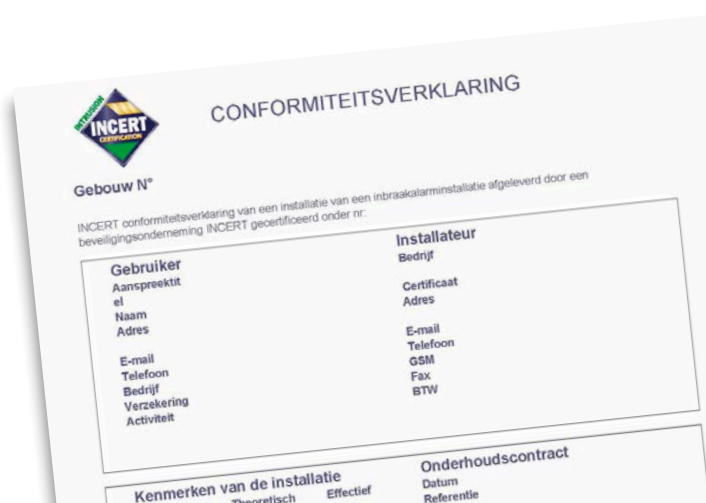 INTRUSION
INCERT
CERTIFICATION
CONFORMITEITSVERKLARING
Gebouw N°
INCERT conformiteitsverklaring van een installatie van een inbraakalarminstallatie afgeleverd door een
beveiligingsonderneming INCERT gecertificeerd onder nr:
Gebruiker
Aanspreektit
el
Naam
Adres
E-mail
Telefoon
Bedrijf
Verzekering
Activiteit
Installateur
Bedrijf
Certificaat
Adres
E-mail
Telefoon
GSM
Fax
BTW
Kenmerken van de installatie
Theoretisch Effectief
Onderhoudscontract
Datum
Referentie